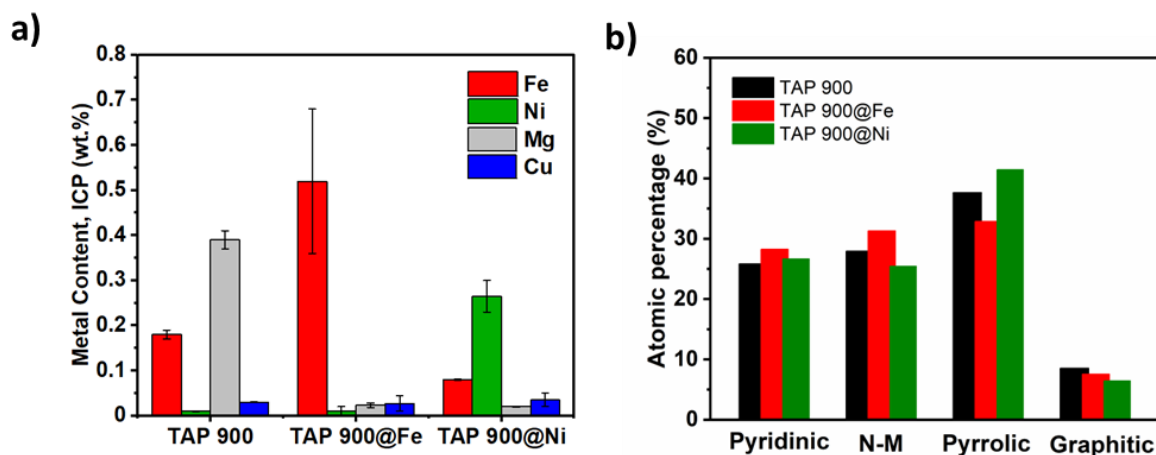 a)
Metal Content, ICP (wt.%)
0.8
0.7
0.6
0.5
0.4
0.3
0.2
0.1
0
Fe
Ni
Mg
Cu
TAP 900 TAP 900@Fe TAP 900@Ni
b)
Atomic percentage (%)
60
50
40
30
20
10
0
TAP 900
TAP 900@Fe
TAP 900@Ni
Pyridinic N-M Pyrrolic Graphitic